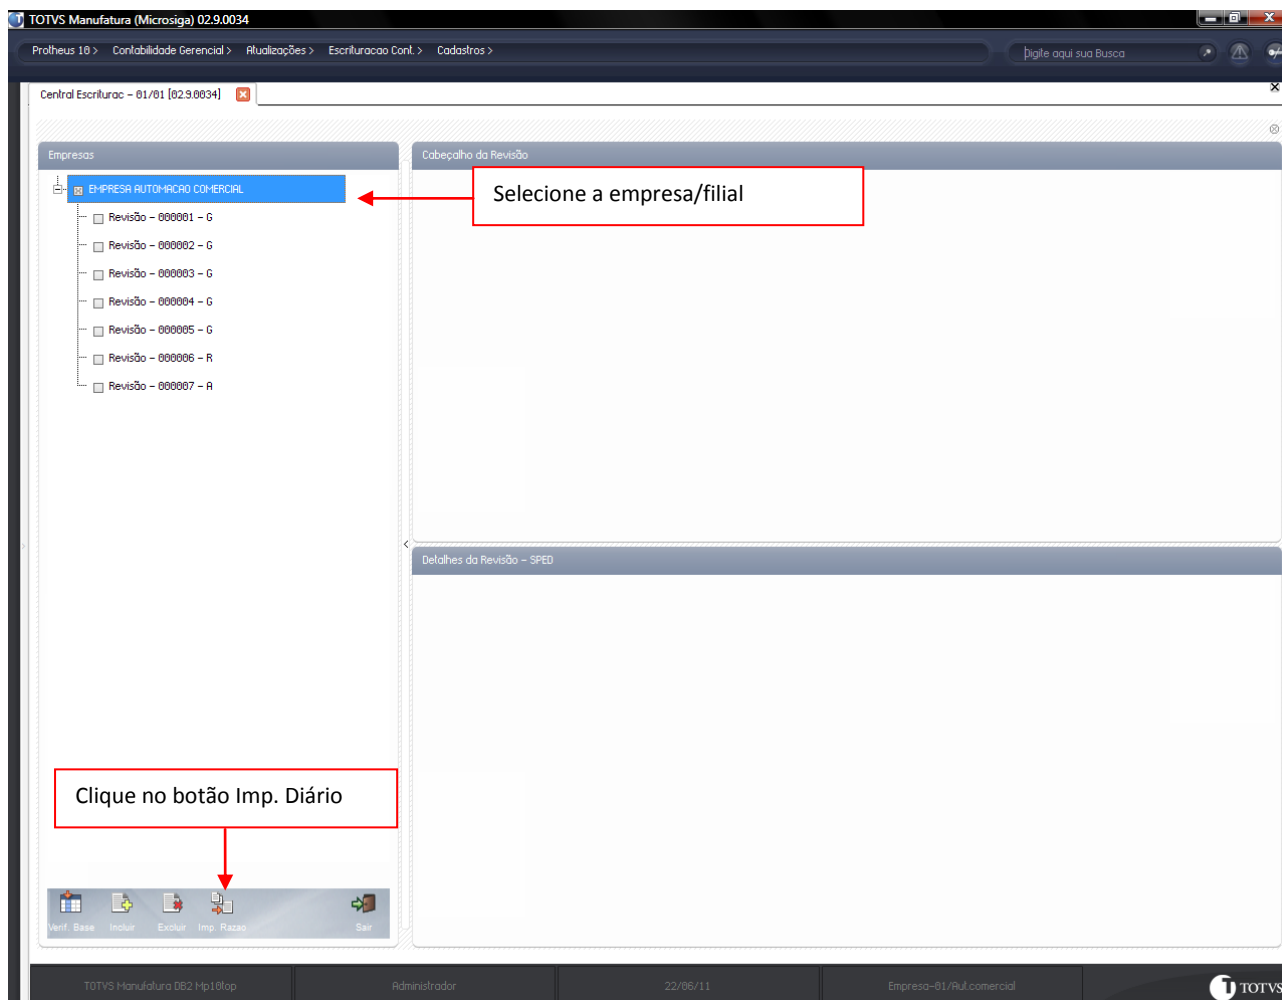 TOTVS Manufatura (Microsiga) 02.9.0034
Protheus 10 > Contabilidade Gerencial > Atualizações > Escrituracao Cont. > Cadastros >
Digite aqui sua Busca
Central Escriturac - 01/01 [02.9.0034]
Empresas
Cabeçalho da Revisão
EMPRESA AUTOMACAO COMERCIAL
Selecione a empresa/filial
Revisão - 000001 - G
Revisão - 000002 - G
Revisão - 000003 - G
Revisão - 000004 - G
Revisão - 000005 - G
Revisão - 000006 - R
Revisão - 000007 - A
Detalhes da Revisão - SPED
Clique no botão Imp. Diário
Verif. Base Incluir Excluir Imp. Razao Sair
TOTVS Manufatura DB2 Mp10top Administrador 22/06/11 Empresa-01/Aut.comercial TOTVS